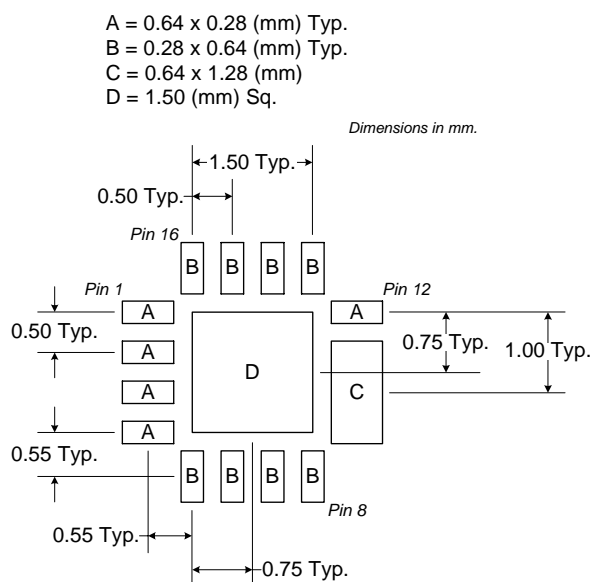 A = 0.64 x 0.28 (mm) Typ.
B = 0.28 x 0.64 (mm) Typ.
C = 0.64 x 1.28 (mm)
D = 1.50 (mm) Sq.
Dimensions in mm.
1.50 Typ.
0.50 Typ.
Pin 16
B B B B
Pin 1
Pin 12
A
A
0.50 Typ.
0.75 Typ.
1.00 Typ.
A
D
C
A
A
0.55 Typ.
B B B B
Pin 8
0.55 Typ.
0.75 Typ.